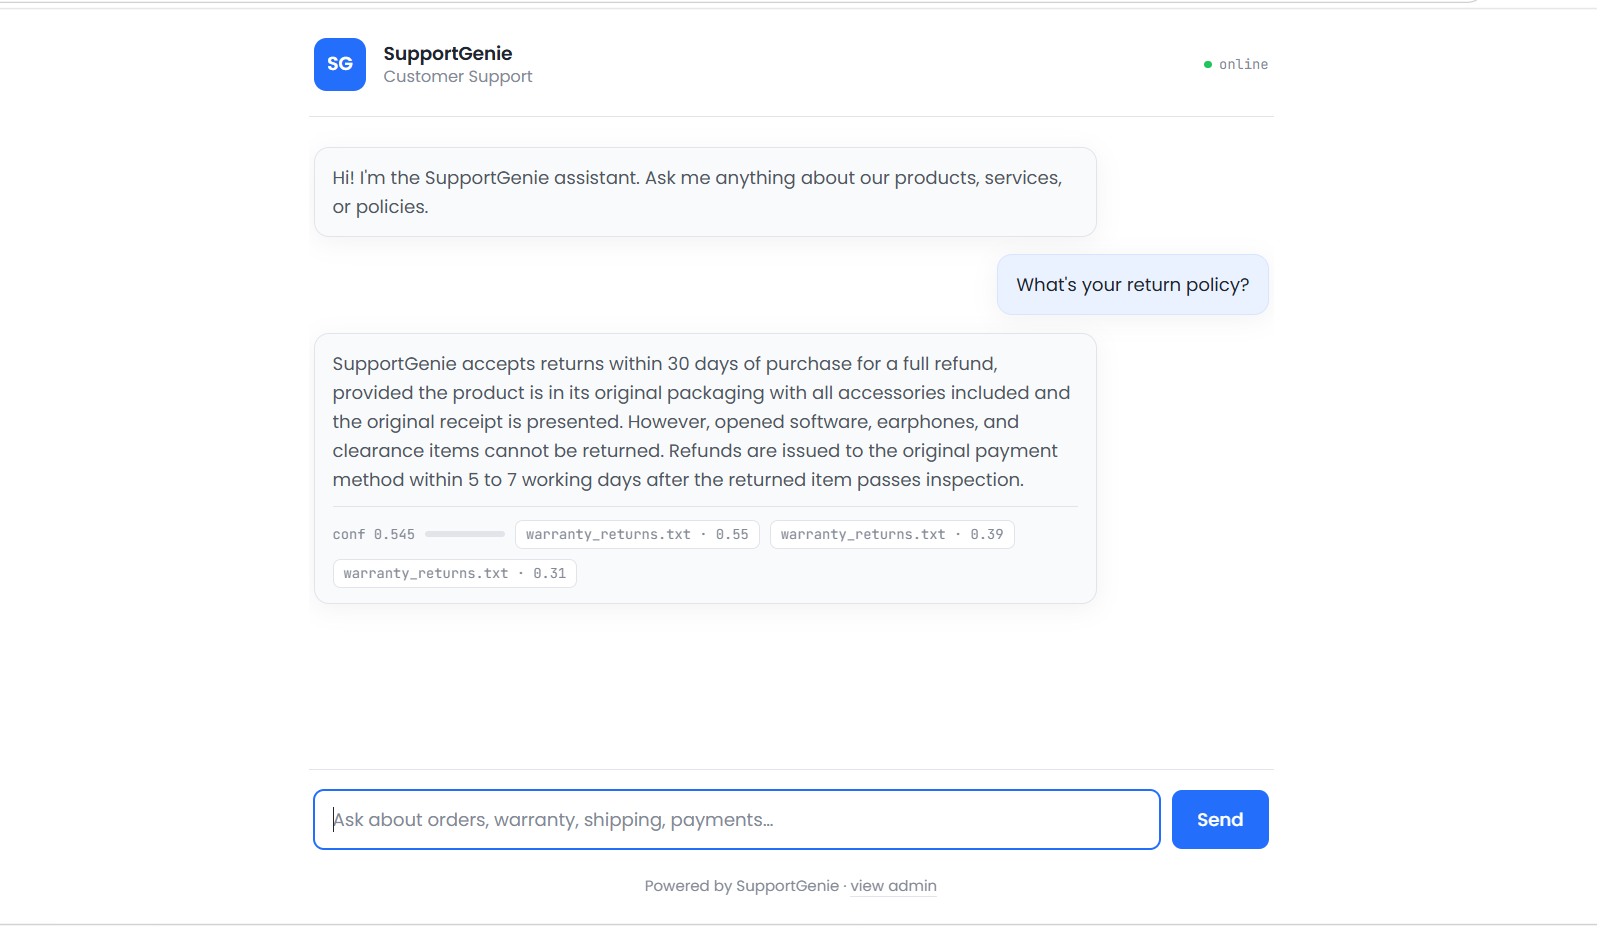 SG
SupportGenie
Customer Support
online
Hi! I'm the SupportGenie assistant. Ask me anything about our products, services,
or policies.
What's your return policy?
SupportGenie accepts returns within 30 days of purchase for a full refund,
provided the product is in its original packaging with all accessories included and
the original receipt is presented. However, opened software, earphones, and
clearance items cannot be returned. Refunds are issued to the original payment
method within 5 to 7 working days after the returned item passes inspection.
conf 0.545 warranty_returns.txt · 0.55 warranty_returns.txt · 0.39
warranty_returns.txt · 0.31
Ask about orders, warranty, shipping, payments…
Send
Powered by SupportGenie · view admin